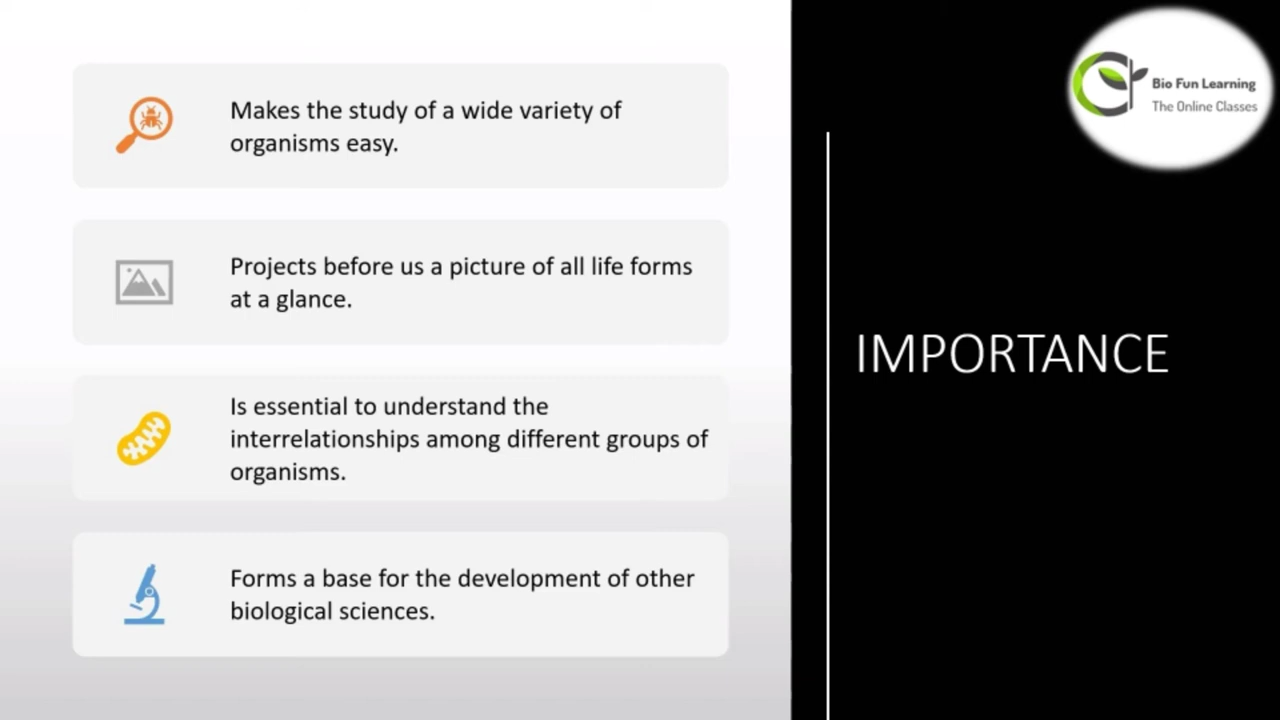 Makes the study of a wide variety of
organisms easy.
Projects before us a picture of all life forms
at a glance.
Is essential to understand the
interrelationships among different groups of
organisms.
Forms a base for the development of other
biological sciences.
IMPORTANCE
Bio Fun Learning
The Online Classes